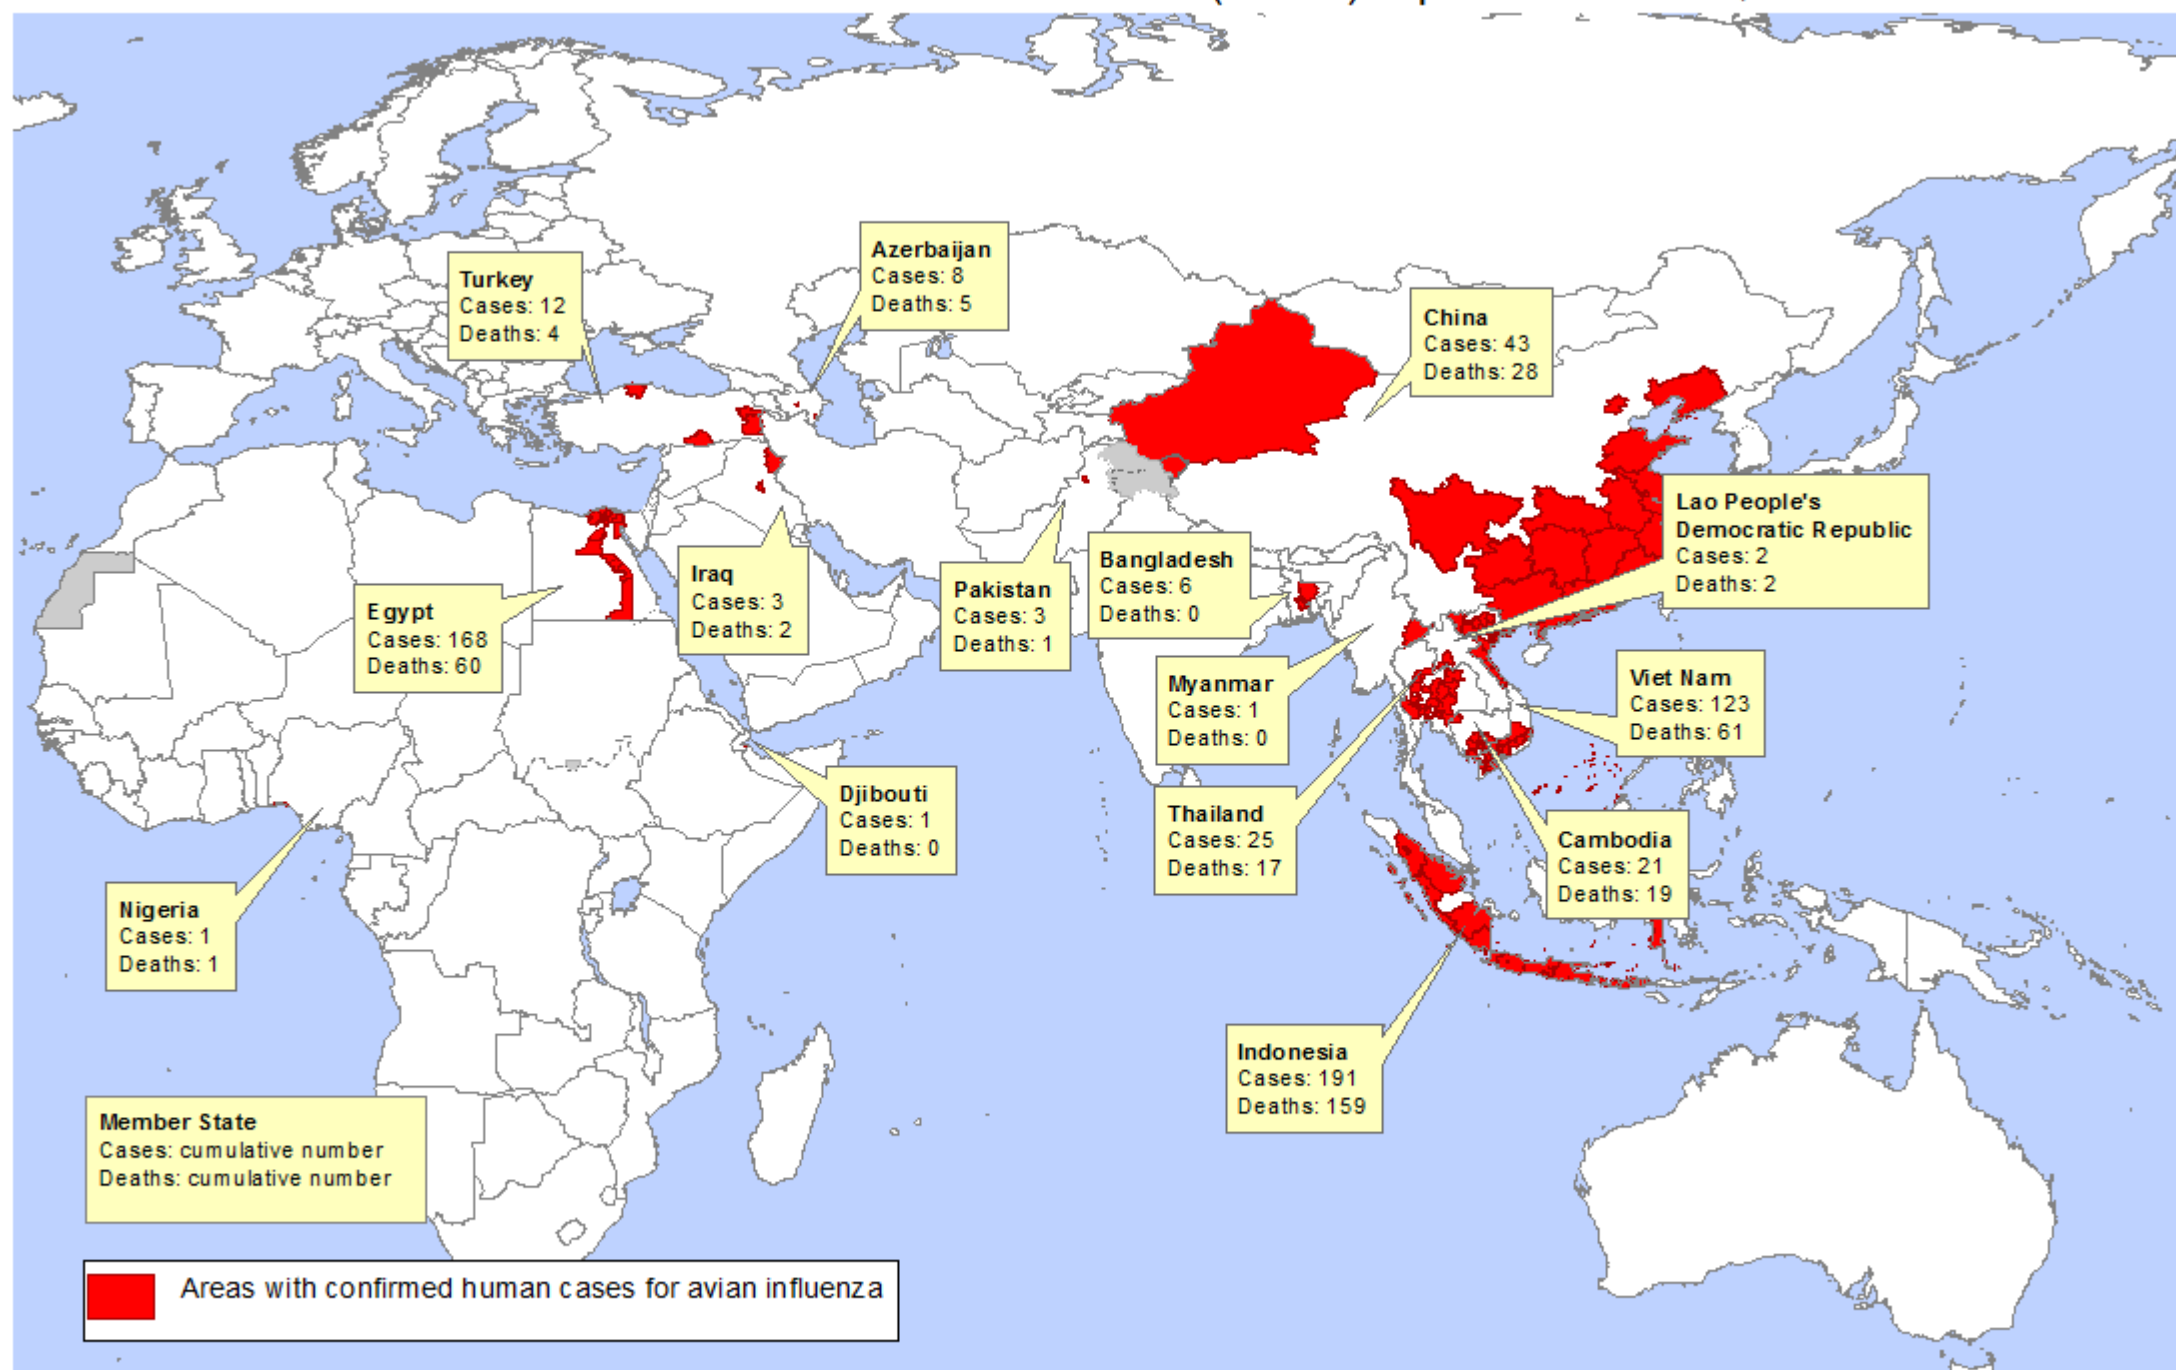 Azerbaijan
Cases: 8
Deaths: 5
Turkey
Cases: 12
Deaths: 4
China
Cases: 43
Deaths: 28
Lao People's
Democratic Republic
Cases: 2
Deaths: 2
Bangladesh
Cases: 6
Deaths: 0
Iraq
Cases: 3
Deaths: 2
Pakistan
Cases: 3
Deaths: 1
Egypt
Cases: 168
Deaths: 60
Myanmar
Cases: 1
Deaths: 0
Viet Nam
Cases: 123
Deaths: 61
Djibouti
Cases: 1
Deaths: 0
Thailand
Cases: 25
Deaths: 17
Cambodia
Cases: 21
Deaths: 19
Nigeria
Cases: 1
Deaths: 1
Indonesia
Cases: 191
Deaths: 159
Member State
Cases: cumulative number
Deaths: cumulative number
Areas with confirmed human cases for avian influenza